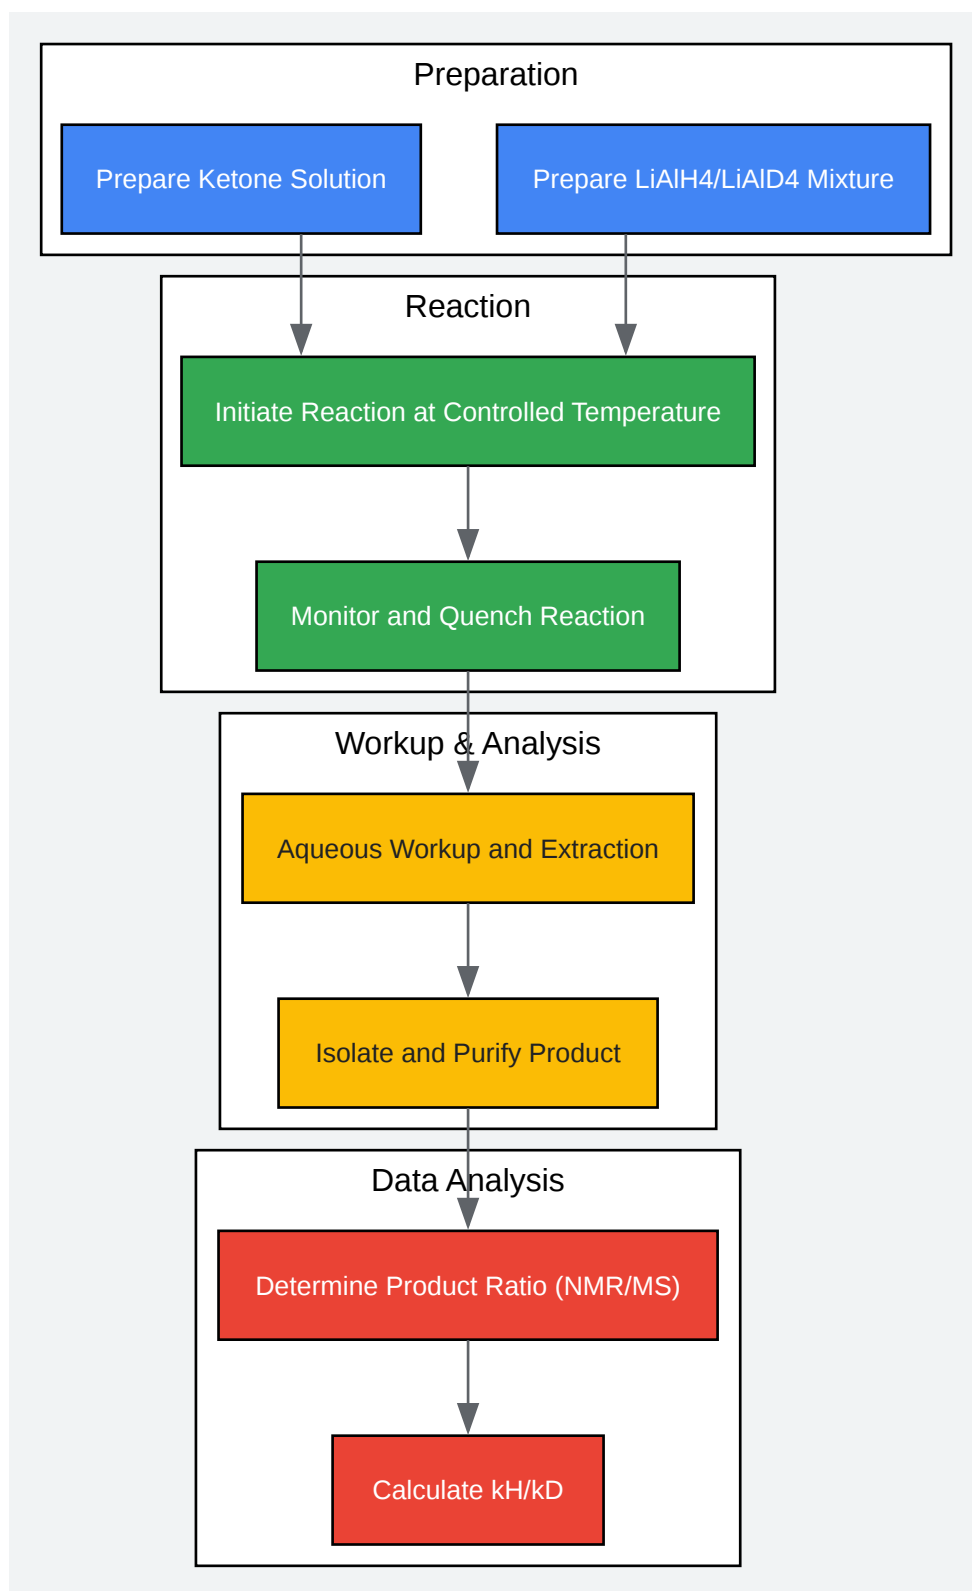 Preparation
Prepare Ketone Solution
Prepare LiAlH4/LiAlD4 Mixture
Reaction
Initiate Reaction at Controlled Temperature
Monitor and Quench Reaction
Workup & Analysis
Aqueous Workup and Extraction
Isolate and Purify Product
Data Analysis
Determine Product Ratio (NMR/MS)
Calculate kH/kD